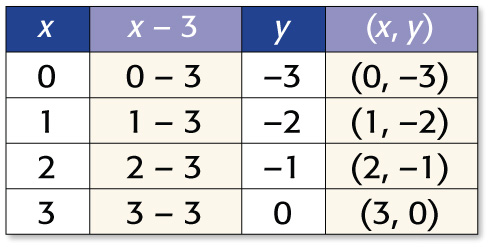 x x – 3 y (x, y)
0 0 – 3 –3 (0, –3)
1 1 – 3 –2 (1, –2)
2 2 – 3 –1 (2, –1)
3 3 – 3 0 (3, 0)